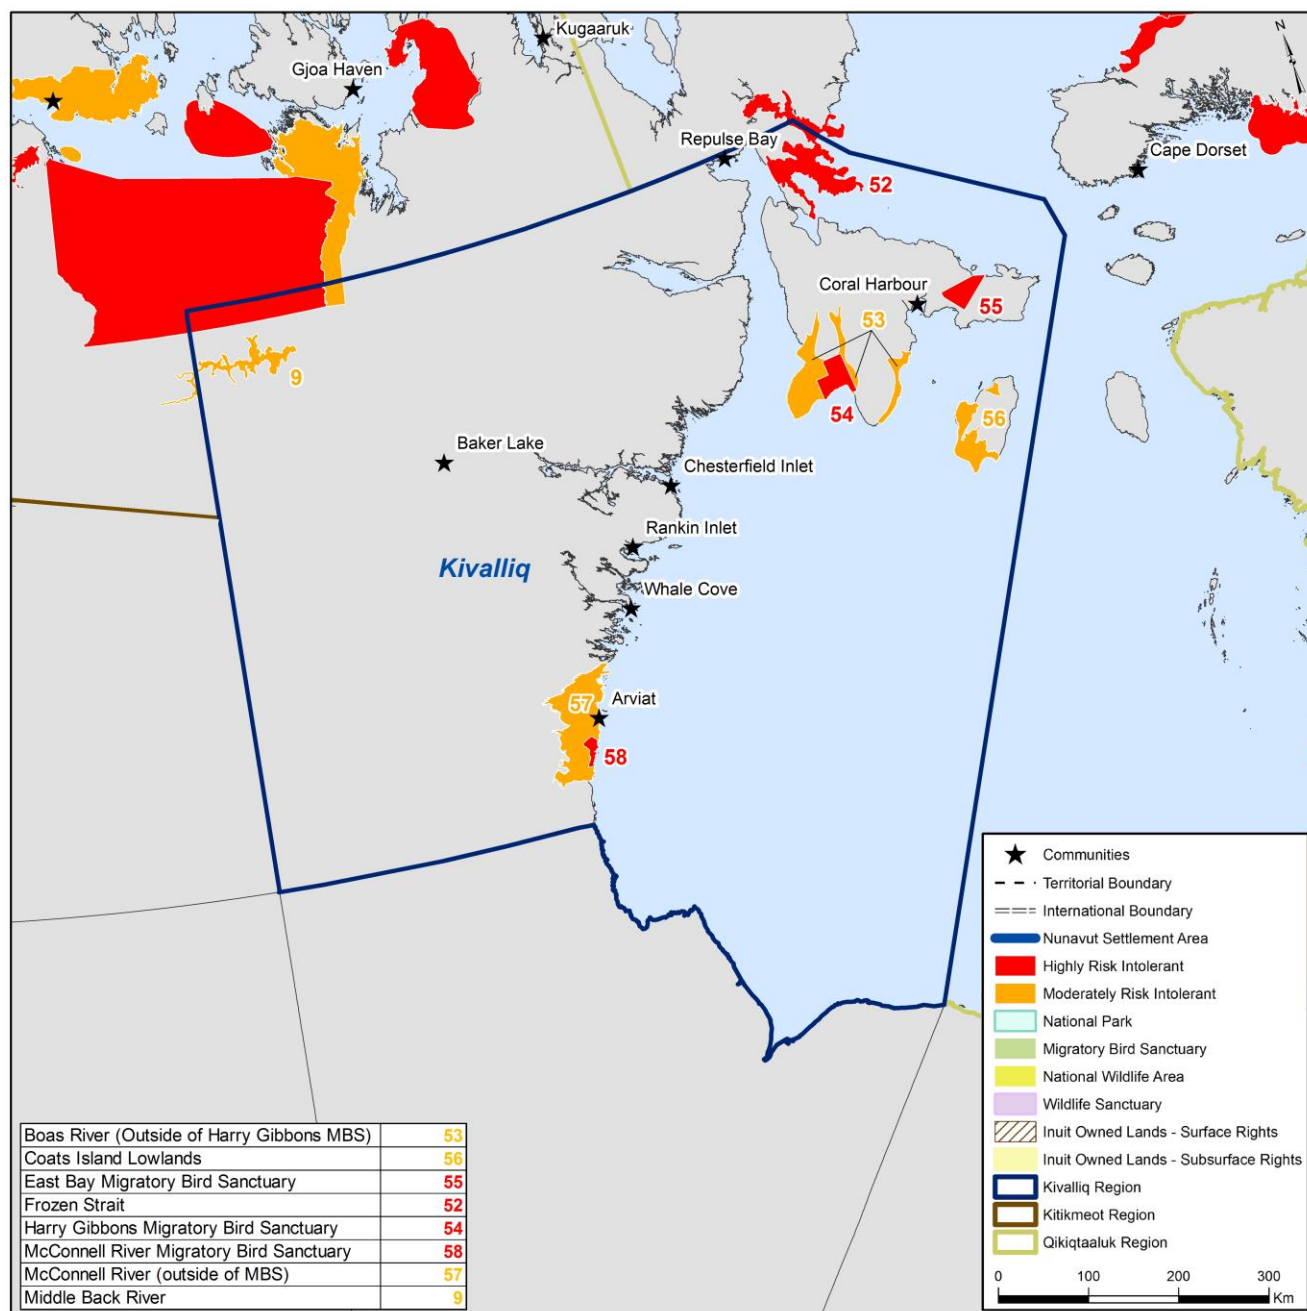 Kugaaruk
N
Gjoa Haven
Repulse Bay
Cape Dorset
52
Coral Harbour
55
53
9
54
56
Baker Lake
Chesterfield Inlet
Rankin Inlet
Kivalliq
Whale Cove
57
Arviat
58
Communities
Territorial Boundary
International Boundary
Nunavut Settlement Area
Highly Risk Intolerant
Moderately Risk Intolerant
National Park
Migratory Bird Sanctuary
National Wildlife Area
Wildlife Sanctuary
Inuit Owned Lands - Surface Rights
Inuit Owned Lands - Subsurface Rights
Kivalliq Region
Kitikmeot Region
Qikiqtaaluk Region
0 100 200 300
Km
Boas River (Outside of Harry Gibbons MBS) 53
Coats Island Lowlands 56
East Bay Migratory Bird Sanctuary 55
Frozen Strait 52
Harry Gibbons Migratory Bird Sanctuary 54
McConnell River Migratory Bird Sanctuary 58
McConnell River (outside of MBS) 57
Middle Back River 9